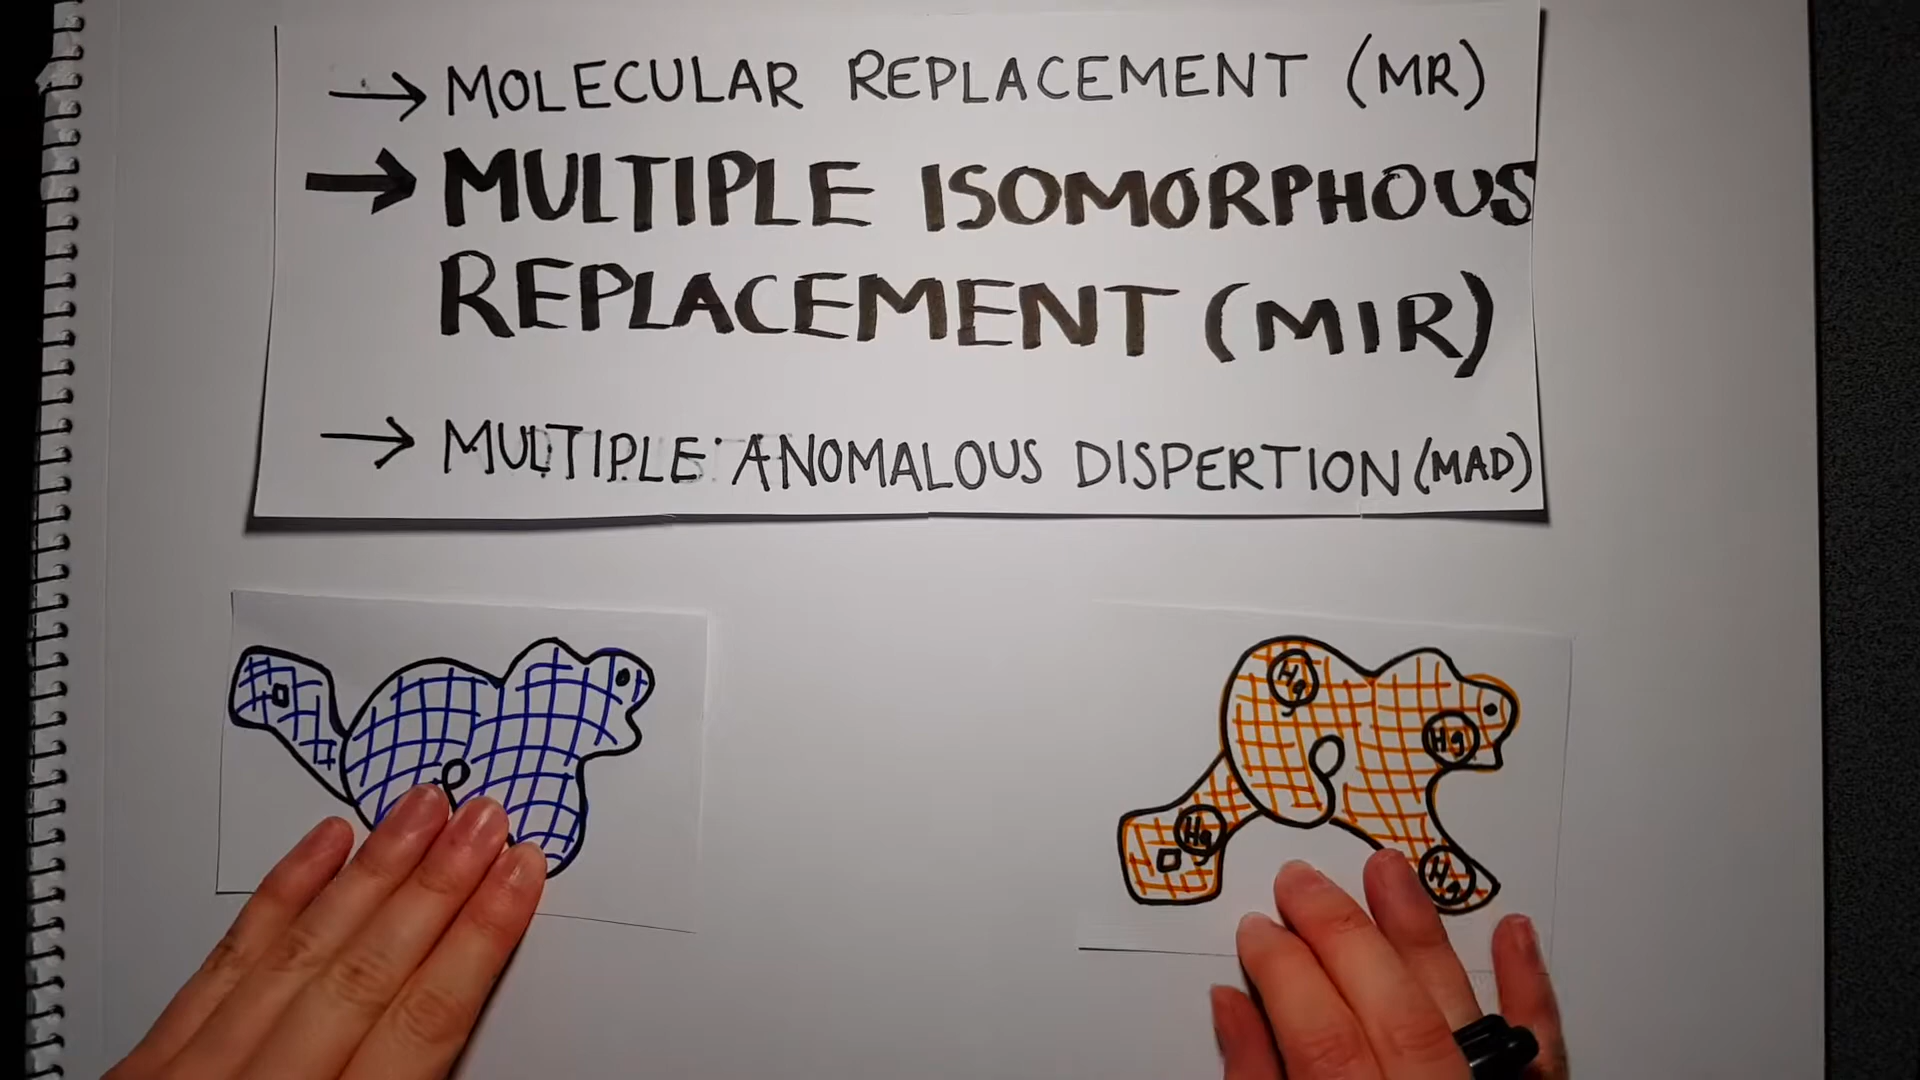 → MOLECULAR REPLACEMENT (MR)
→ MULTIPLE ISOMORPHOUS
REPLACEMENT (MIR)
→ MULTIPLE ANOMALOUS DISPERTION (MAD)
Hg
Hg
Hg
Hg